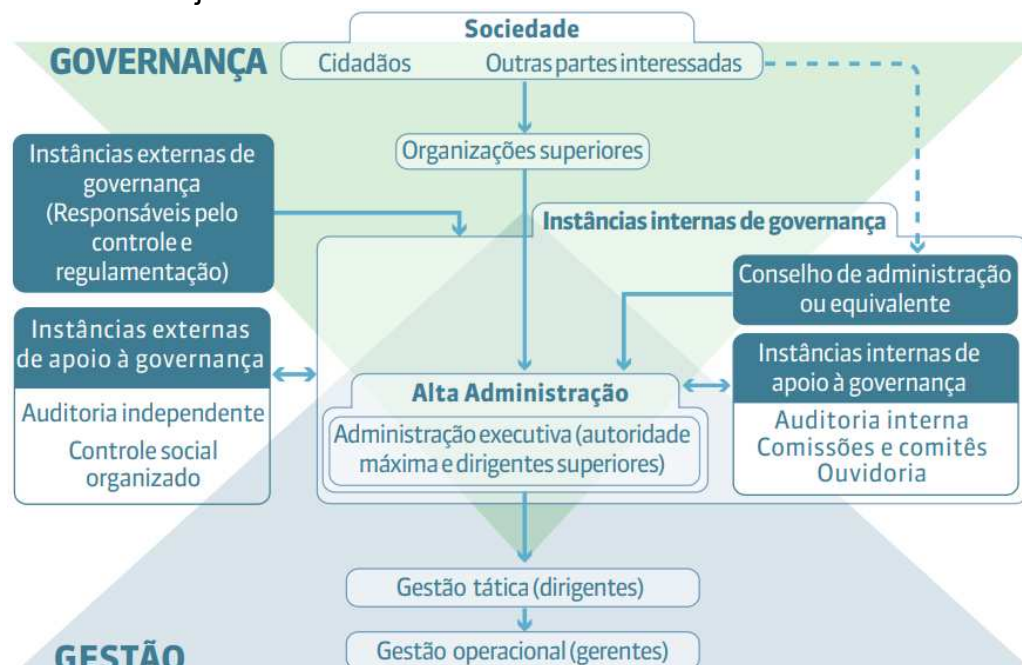 Sociedade
GOVERNANÇA
Cidadãos Outras partes interessadas
Organizações superiores
Instâncias externas de
governança
(Responsáveis pelo
controle e
regulamentação)
Instâncias internas de governança
Conselho de administração
ou equivalente
Instâncias externas
de apoio à governança
Auditoria independente
Controle social
organizado
Alta Administração
Administração executiva (autoridade
máxima e dirigentes superiores)
Instâncias internas de
apoio à governança
Auditoria interna
Comissões e comitês
Ouvidoria
Gestão tática (dirigentes)
Gestão operacional (gerentes)
GESTÃO